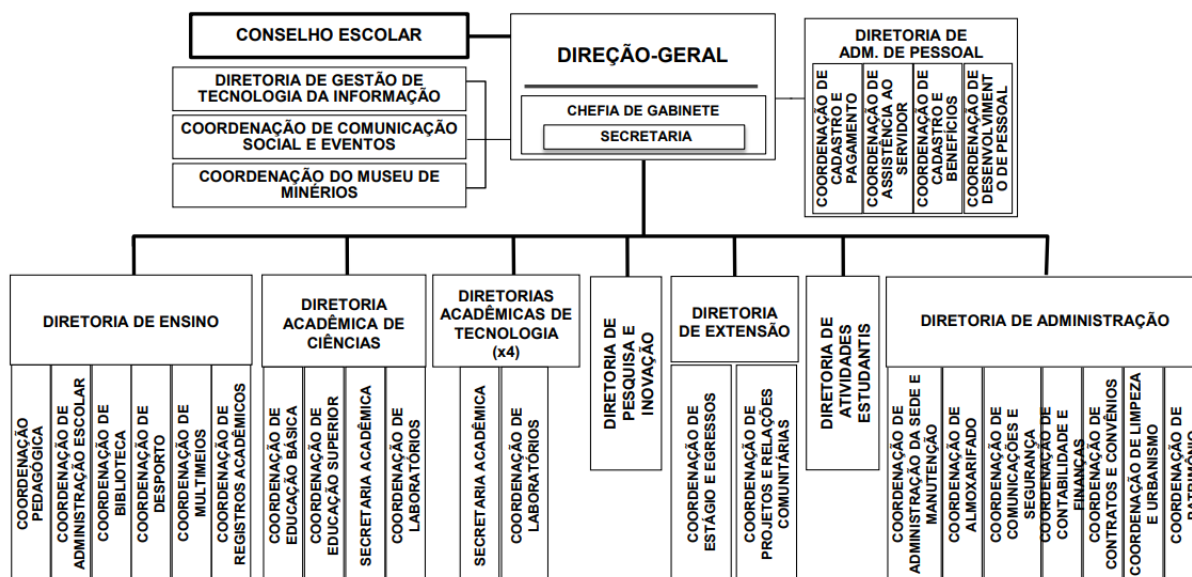 CONSELHO ESCOLAR
DIREÇÃO-GERAL
CHEFIA DE GABINETE
SECRETARIA
DIRETORIA DE GESTÃO DE
TECNOLOGIA DA INFORMAÇÃO
COORDENAÇÃO DE COMUNICAÇÃO
SOCIAL E EVENTOS
COORDENAÇÃO DO MUSEU DE
MINÉRIOS
DIRETORIA DE
ADM. DE PESSOAL
COORDENAÇÃO DE
CADASTRO E
PAGAMENTO
COORDENAÇÃO DE
ASSISTÊNCIA AO
SERVIDOR
COORDENAÇÃO DE
CADASTRO E
BENEFÍCIOS
COORDENAÇÃO DE
DESENVOLVIMENT
O DE PESSOAL
DIRETORIA DE ENSINO
COORDENAÇÃO
PEDAGÓGICA
COORDENAÇÃO DE
ADMINISTRAÇÃO ESCOLAR
COORDENAÇÃO DE
BIBLIOTECA
COORDENAÇÃO DE
DESPORTO
COORDENAÇÃO DE
MULTIMEIOS
COORDENAÇÃO DE
REGISTROS ACADÊMICOS
DIRETORIA
ACADÊMICA DE
CIÊNCIAS
COORDENAÇÃO DE
EDUCAÇÃO BÁSICA
COORDENAÇÃO DE
EDUCAÇÃO SUPERIOR
SECRETARIA ACADÊMICA
COORDENAÇÃO DE
LABORATÓRIOS
DIRETORIAS
ACADÊMICAS DE
TECNOLOGIA
(x4)
SECRETARIA ACADÊMICA
COORDENAÇÃO DE
LABORATÓRIOS
DIRETORIA DE
PESQUISA E
INOVAÇÃO
DIRETORIA
DE EXTENSÃO
COORDENAÇÃO DE
ESTÁGIO E EGRESSOS
COORDENAÇÃO DE
PROJETOS E RELAÇÕES
COMUNITÁRIAS
DIRETORIA DE
ATIVIDADES
ESTUDANTIS
DIRETORIA DE ADMINISTRAÇÃO
COORDENAÇÃO DE
ADMINISTRAÇÃO DA SEDE E
MANUTENÇÃO
COORDENAÇÃO DE
ALMOXARIFADO
COORDENAÇÃO DE
COMUNICAÇÕES E
SEGURANÇA
COORDENAÇÃO DE
CONTABILIDADE E
FINANÇAS
COORDENAÇÃO DE
CONTRATOS E CONVÊNIOS
COORDENAÇÃO DE LIMPEZA
E URBANISMO
COORDENAÇÃO DE